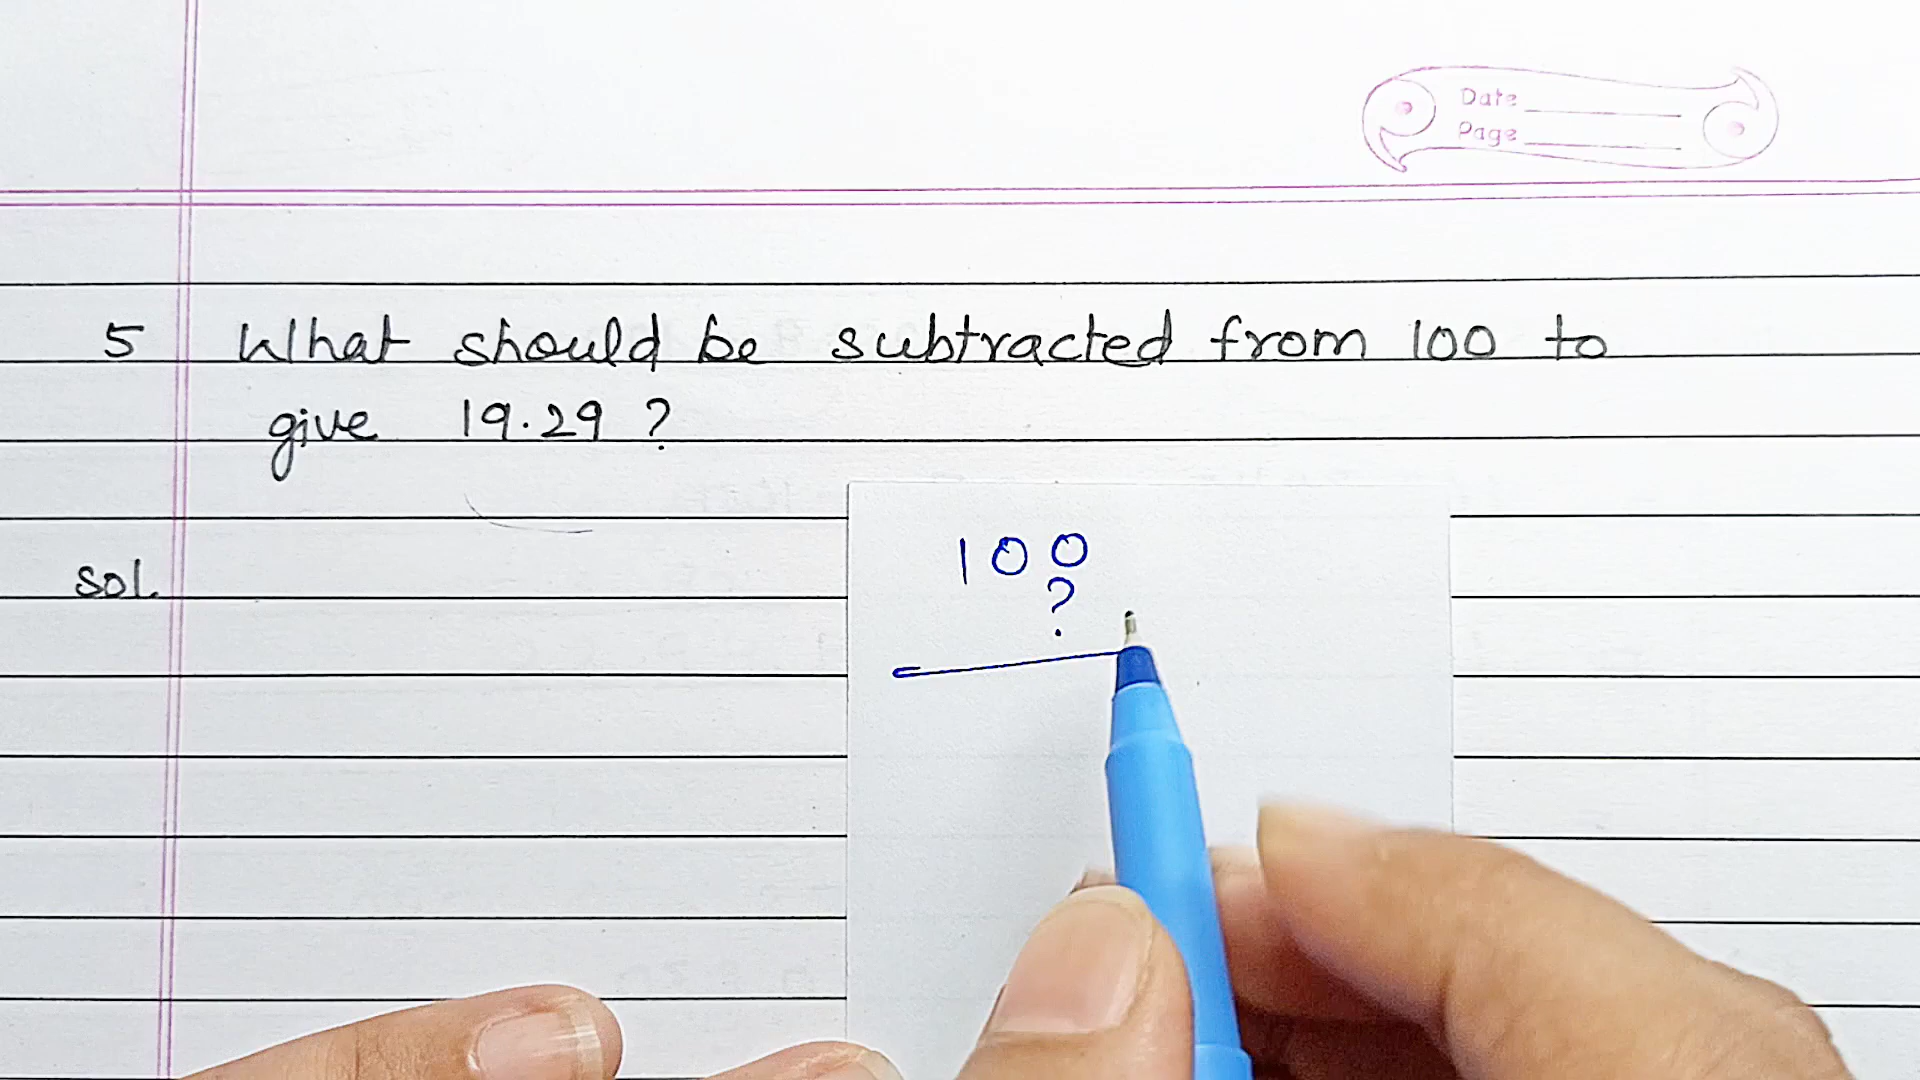 Date
Page
5 What should be subtracted from 100 to
give 19.29 ?
sol.
100
?